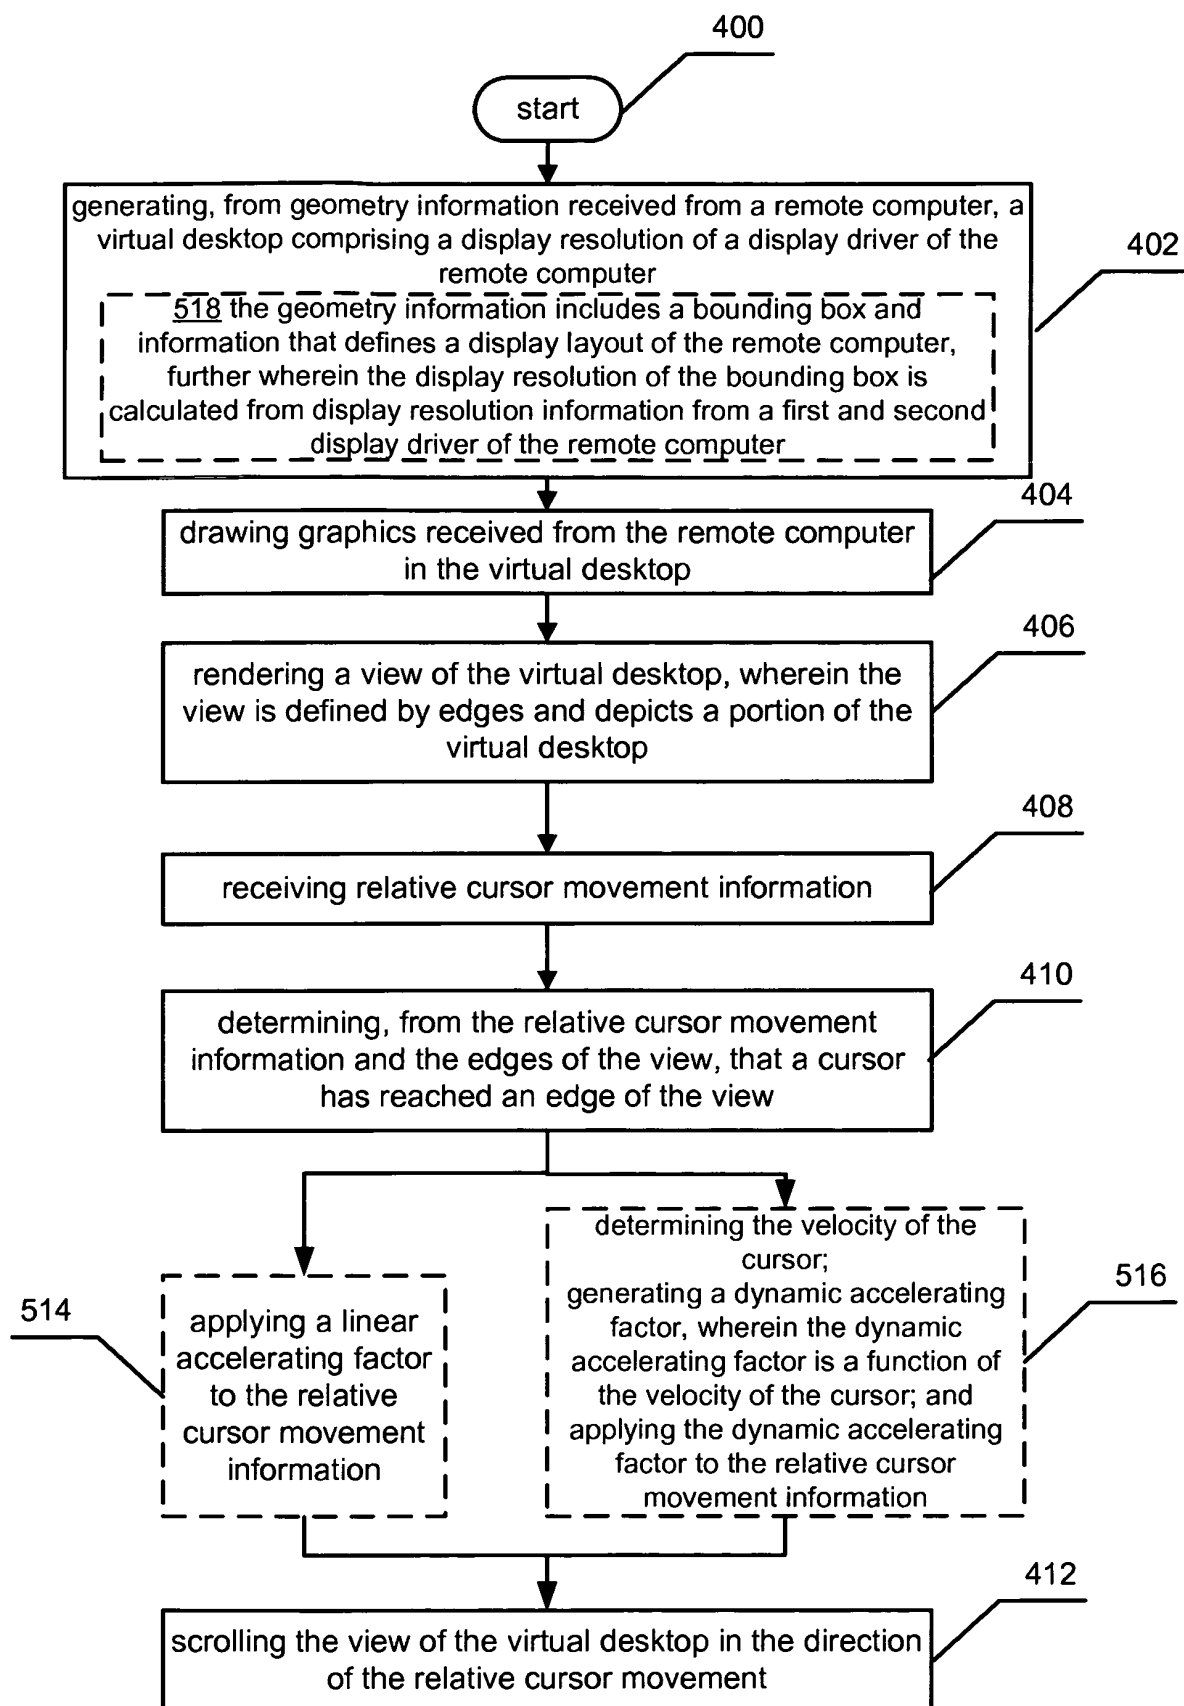 400
start
generating, from geometry information received from a remote computer, a
virtual desktop comprising a display resolution of a display driver of the
remote computer
402
518 the geometry information includes a bounding box and
information that defines a display layout of the remote computer,
further wherein the display resolution of the bounding box is
calculated from display resolution information from a first and second
display driver of the remote computer
404
drawing graphics received from the remote computer
in the virtual desktop
406
rendering a view of the virtual desktop, wherein the
view is defined by edges and depicts a portion of the
virtual desktop
408
receiving relative cursor movement information
410
determining, from the relative cursor movement
information and the edges of the view, that a cursor
has reached an edge of the view
514
applying a linear
accelerating factor
to the relative
cursor movement
information
determining the velocity of the
cursor;
generating a dynamic accelerating
factor, wherein the dynamic
accelerating factor is a function of
the velocity of the cursor; and
applying the dynamic accelerating
factor to the relative cursor
movement information
516
412
scrolling the view of the virtual desktop in the direction
of the relative cursor movement